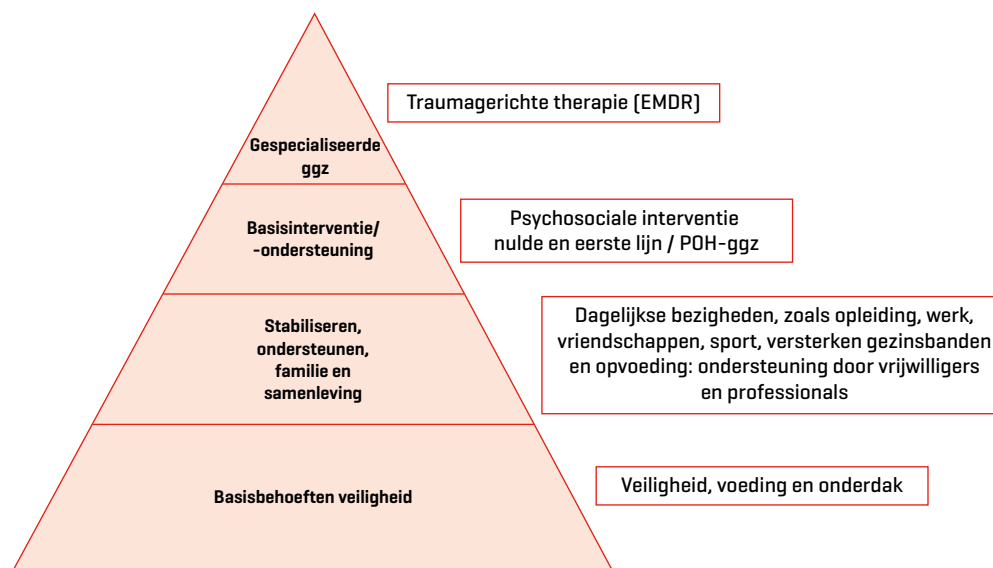 Traumagerichte therapie (EMDR)
Gespecialiseerde
ggz
Basisinterventie/
-ondersteuning
Psychosociale interventie
nulde en eerste lijn / POH-ggz
Stabiliseren,
ondersteunen,
familie en
samenleving
Dagelijkse bezigheden, zoals opleiding, werk,
vriendschappen, sport, versterken gezinsbanden
en opvoeding: ondersteuning door vrijwilligers
en professionals
Basisbehoeften veiligheid
Veiligheid, voeding en onderdak